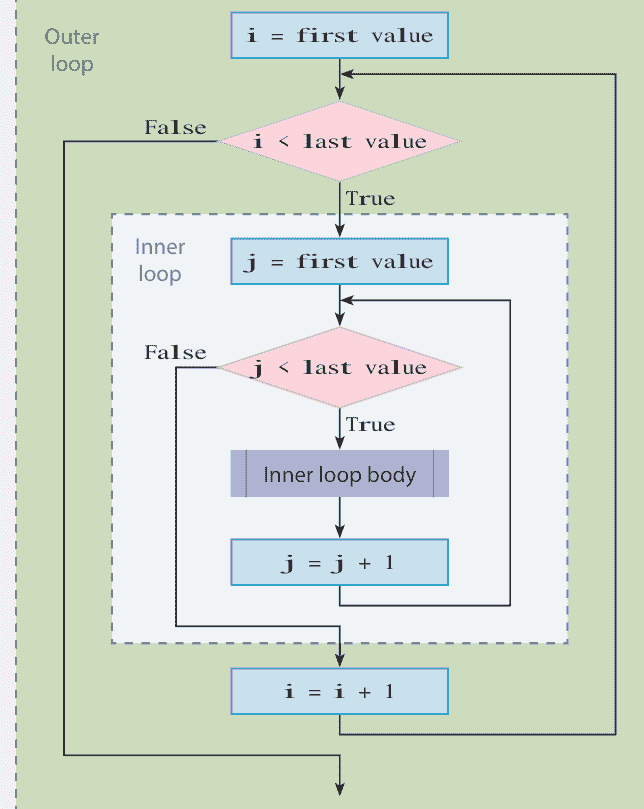 Outer
loop
i = first value
False
i < last value
True
Inner
loop
j = first value
False
j < last value
True
Inner loop body
j = j + 1
i = i + 1